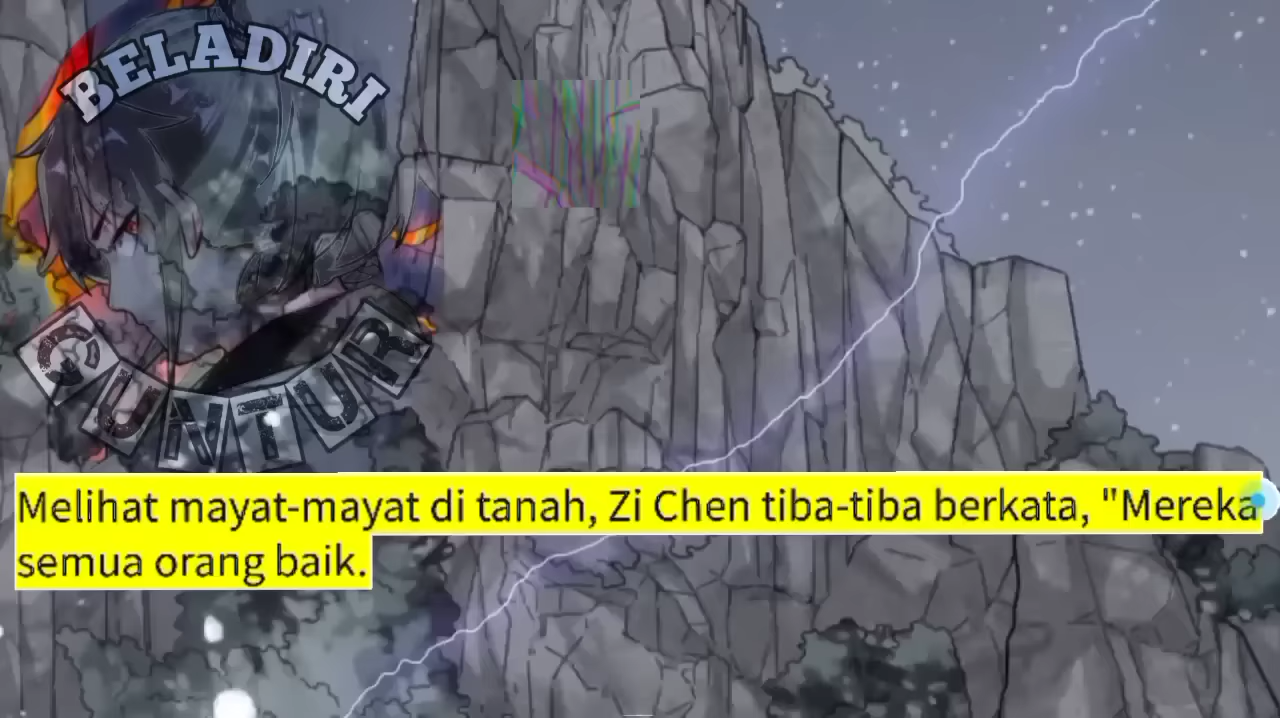 BELADIRI
GUNTUR
Melihat mayat-mayat di tanah, Zi Chen tiba-tiba berkata, "Mereka
semua orang baik.